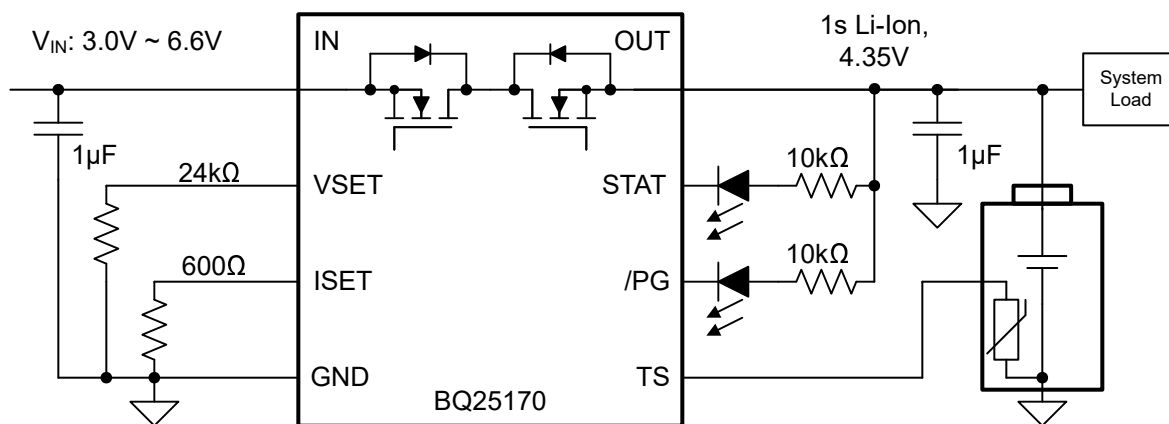 V_IN: 3.0V ~ 6.6V
IN
OUT
1s Li-Ion,
4.35V
System
Load
1µF
24kΩ
VSET
STAT
10kΩ
1µF
600Ω
ISET
/PG
10kΩ
GND
TS
BQ25170